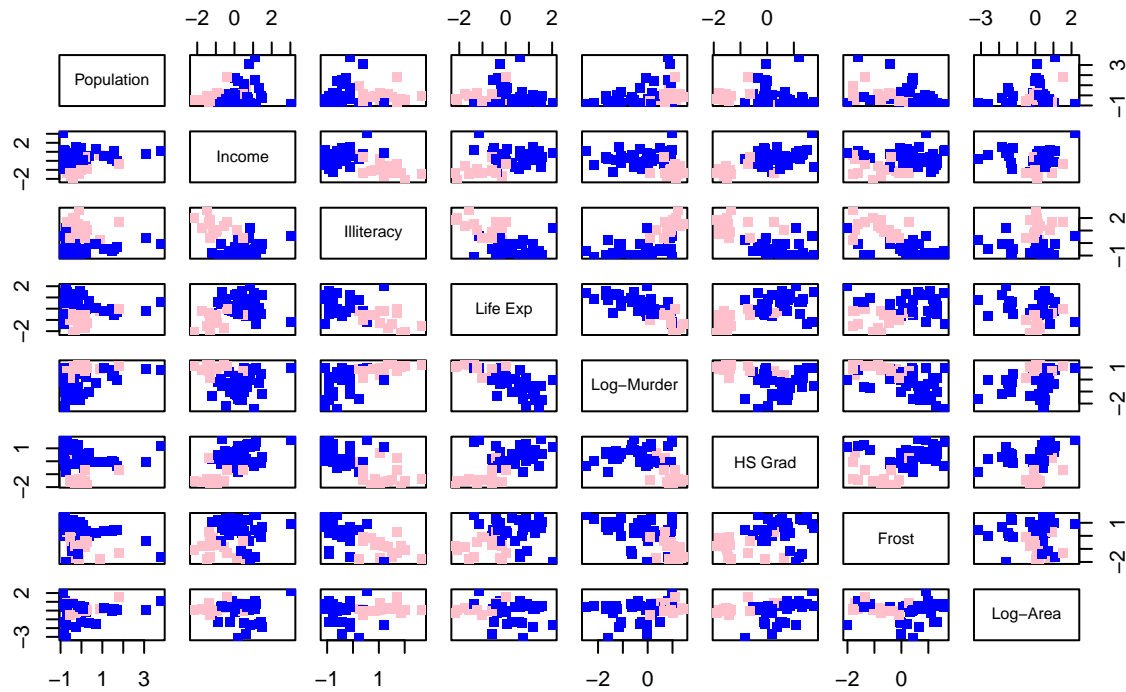 −2 0 2 −2 0 2 −2 0 −3 0 2
Population −1 3
−2 2 Income
Illiteracy −1 2
−2 2 Life Exp
Log−Murder −2 1
−2 1 HS Grad
Frost −2 1
−3 2 Log−Area
−1 1 3 −1 1 −2 0 −2 0